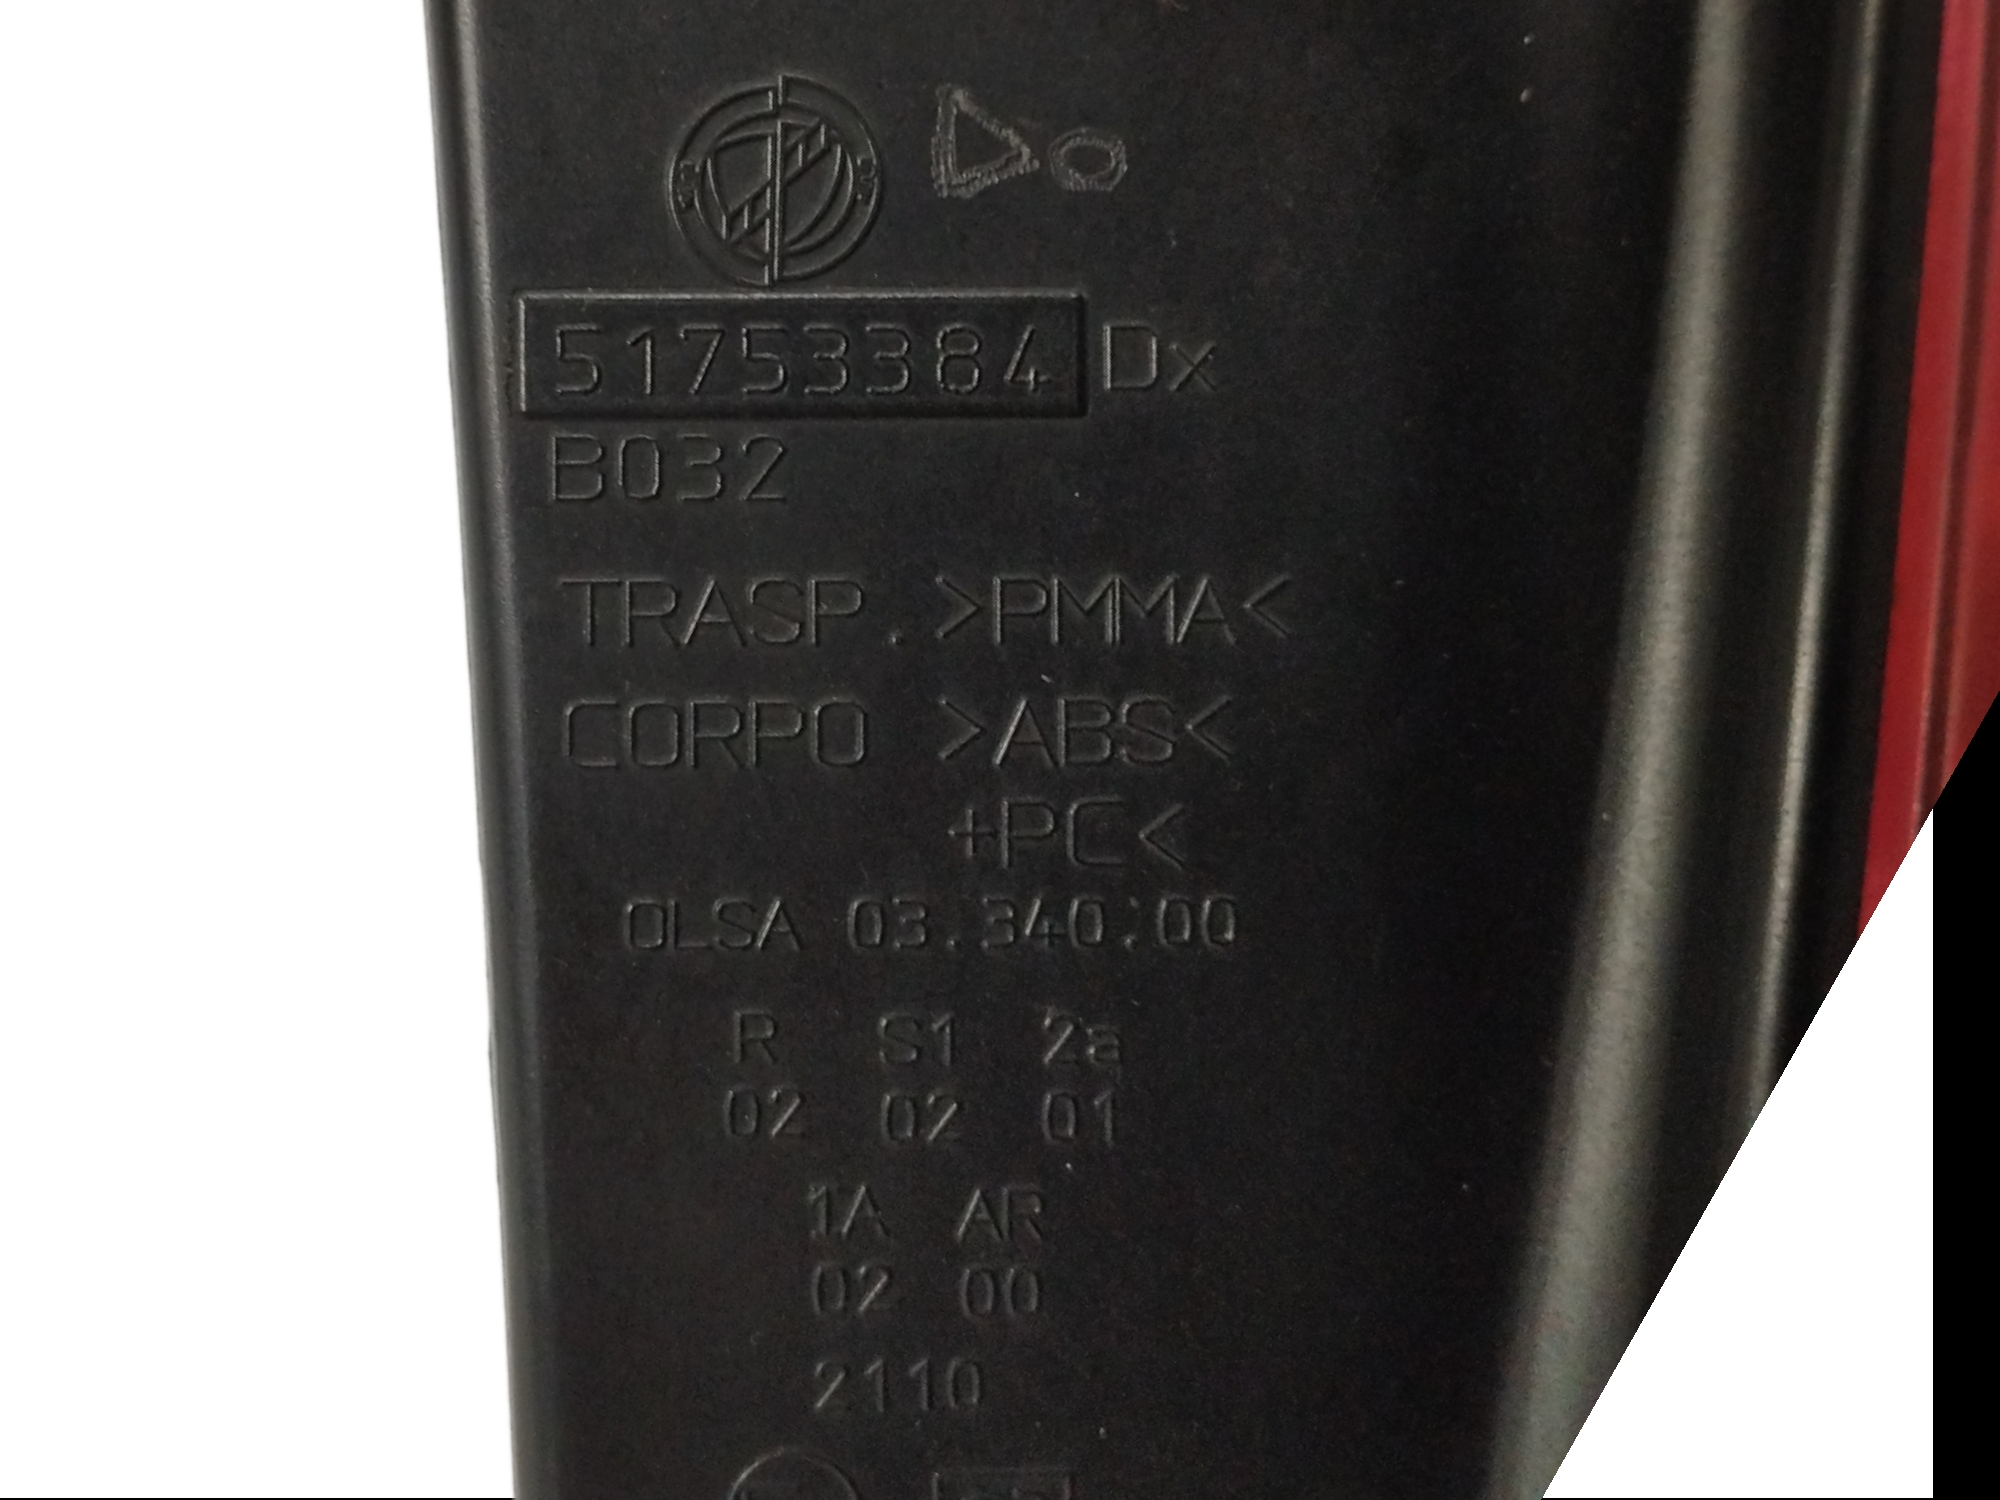 Do
51753384 Dx
B032
TRASP. >PMMA<
CORPO >ABS<
+PC<
OLSA 03.340.00
R S1 2a
02 02 01
1A AR
02 00
2110